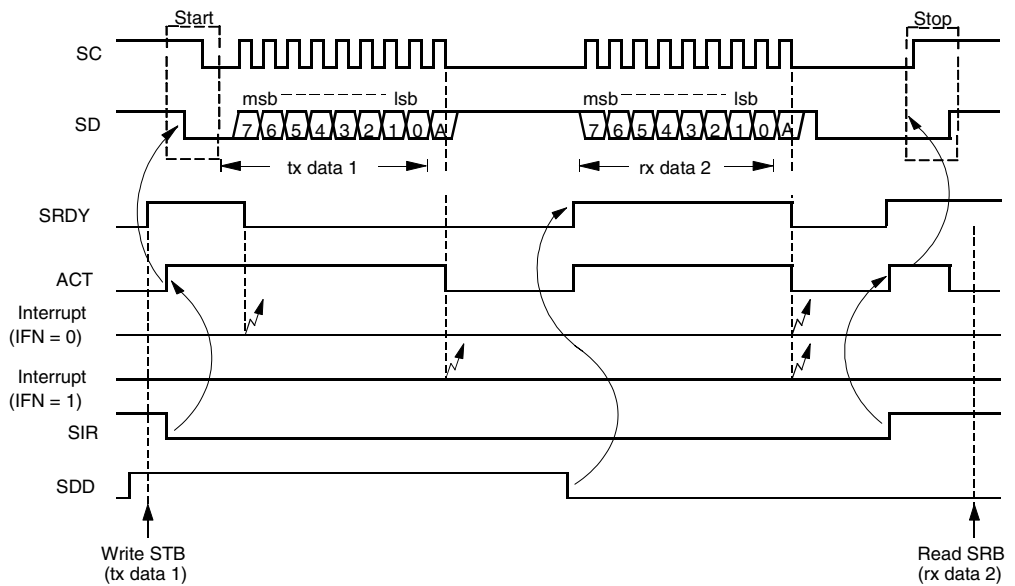 Start
Stop
SC
msb lsb
msb lsb
SD
7 6 5 4 3 2 1 0 A
7 6 5 4 3 2 1 0 A
tx data 1
rx data 2
SRDY
ACT
Interrupt
(IFN = 0)
Interrupt
(IFN = 1)
SIR
SDD
Write STB
(tx data 1)
Read SRB
(rx data 2)